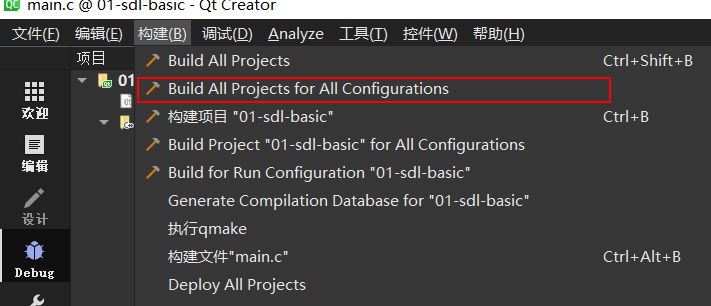 QC main.c @ 01-sdl-basic - Qt Creator
文件(F) 编辑(E) 构建(B) 调试(D) Analyze 工具(T) 控件(W) 帮助(H)
项目
Build All Projects Ctrl+Shift+B
01
Build All Projects for All Configurations
欢迎
构建项目 "01-sdl-basic" Ctrl+B
Build Project "01-sdl-basic" for All Configurations
编辑
Build for Run Configuration "01-sdl-basic"
Generate Compilation Database for "01-sdl-basic"
设计
执行qmake
构建文件"main.c" Ctrl+Alt+B
Debug
Deploy All Projects